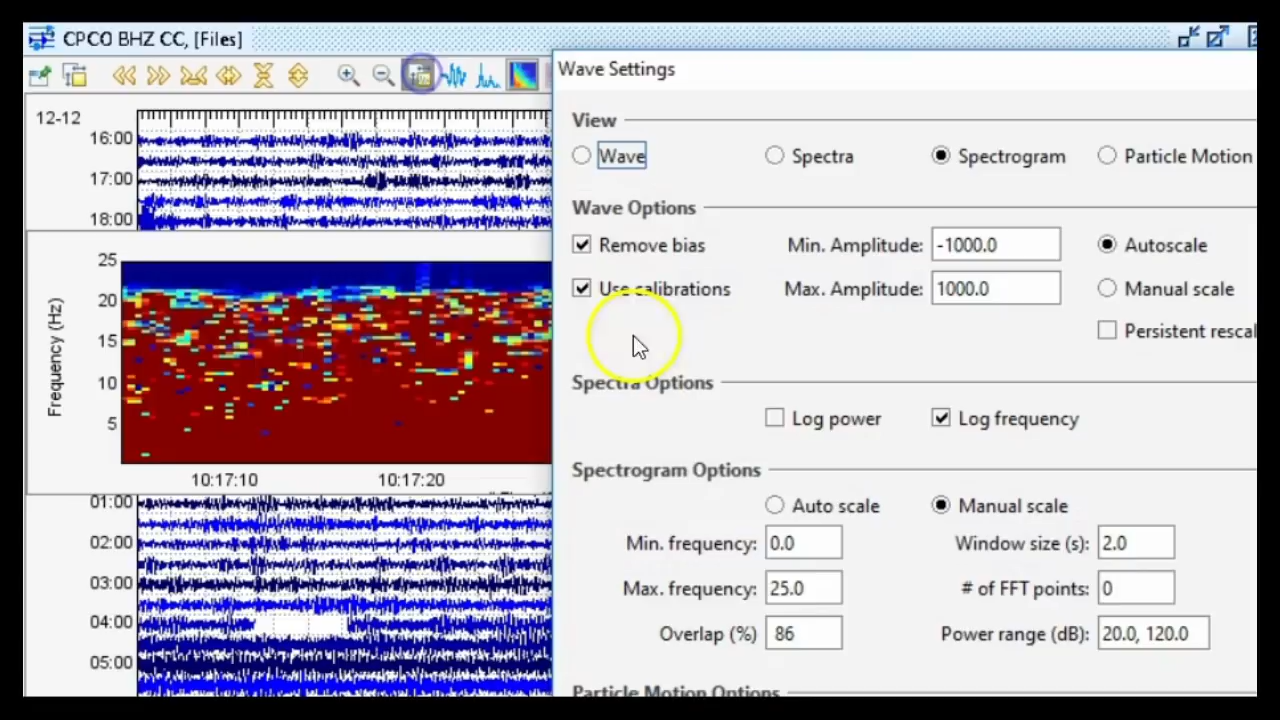 CPCO BHZ CC, [Files]
Wave Settings
12-12
16:00
17:00
18:00
25
20
15
10
5
Frequency (Hz)
10:17:10 10:17:20
01:00
02:00
03:00
04:00
05:00
View
Wave Spectra Spectrogram Particle Motion
Wave Options
Remove bias Min. Amplitude: -1000.0 Autoscale
Use calibrations Max. Amplitude: 1000.0 Manual scale
Persistent rescal
Spectra Options
Log power Log frequency
Spectrogram Options
Auto scale Manual scale
Min. frequency: 0.0 Window size (s): 2.0
Max. frequency: 25.0 # of FFT points: 0
Overlap (%) 86 Power range (dB): 20.0, 120.0
Particle Motion Options